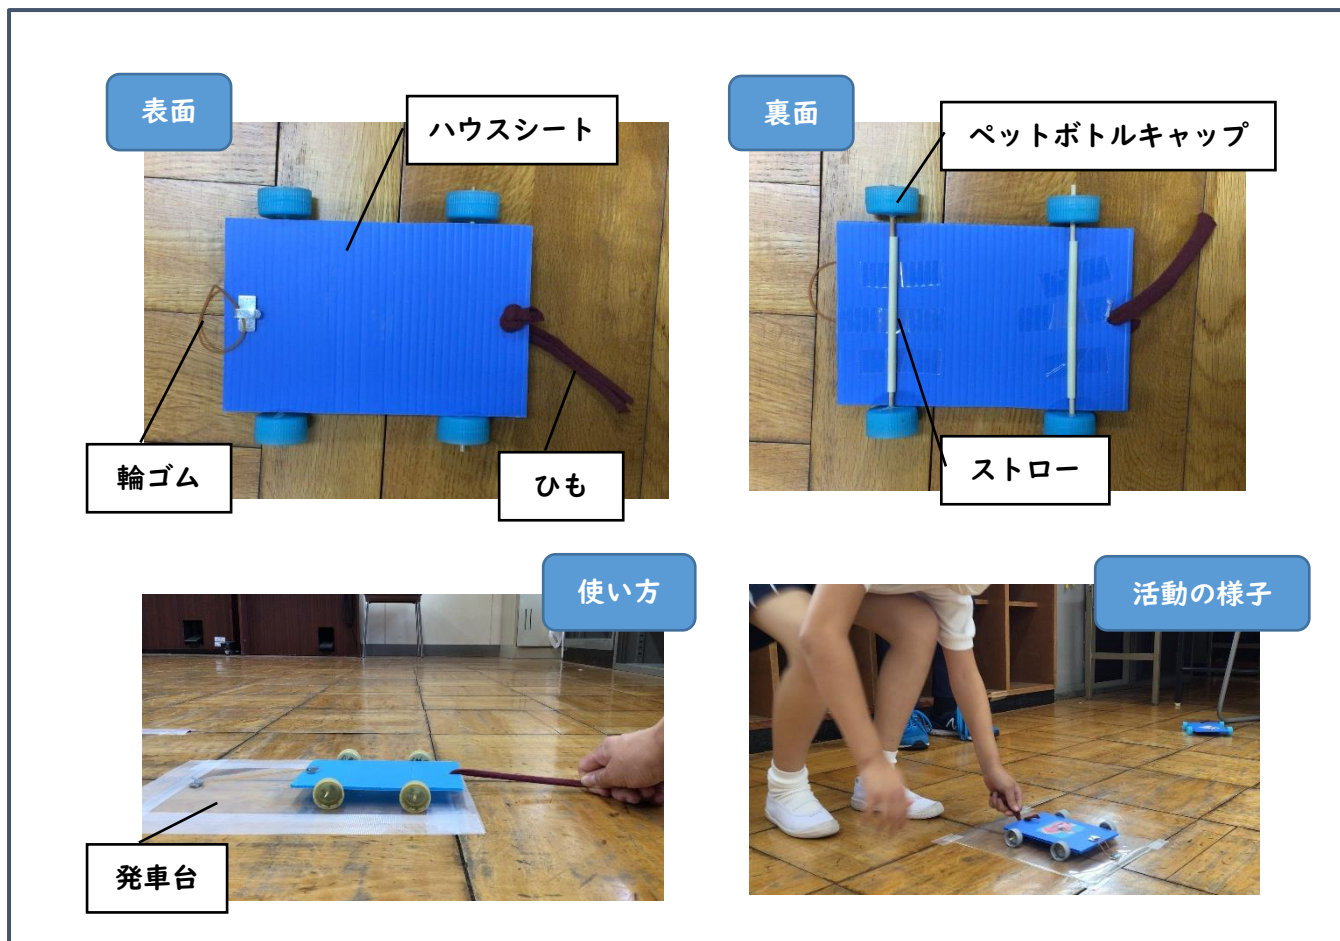 表面
ハウスシート
輪ゴム
ひも
裏面
ペットボトルキャップ
ストロー
使い方
発車台
活動の様子